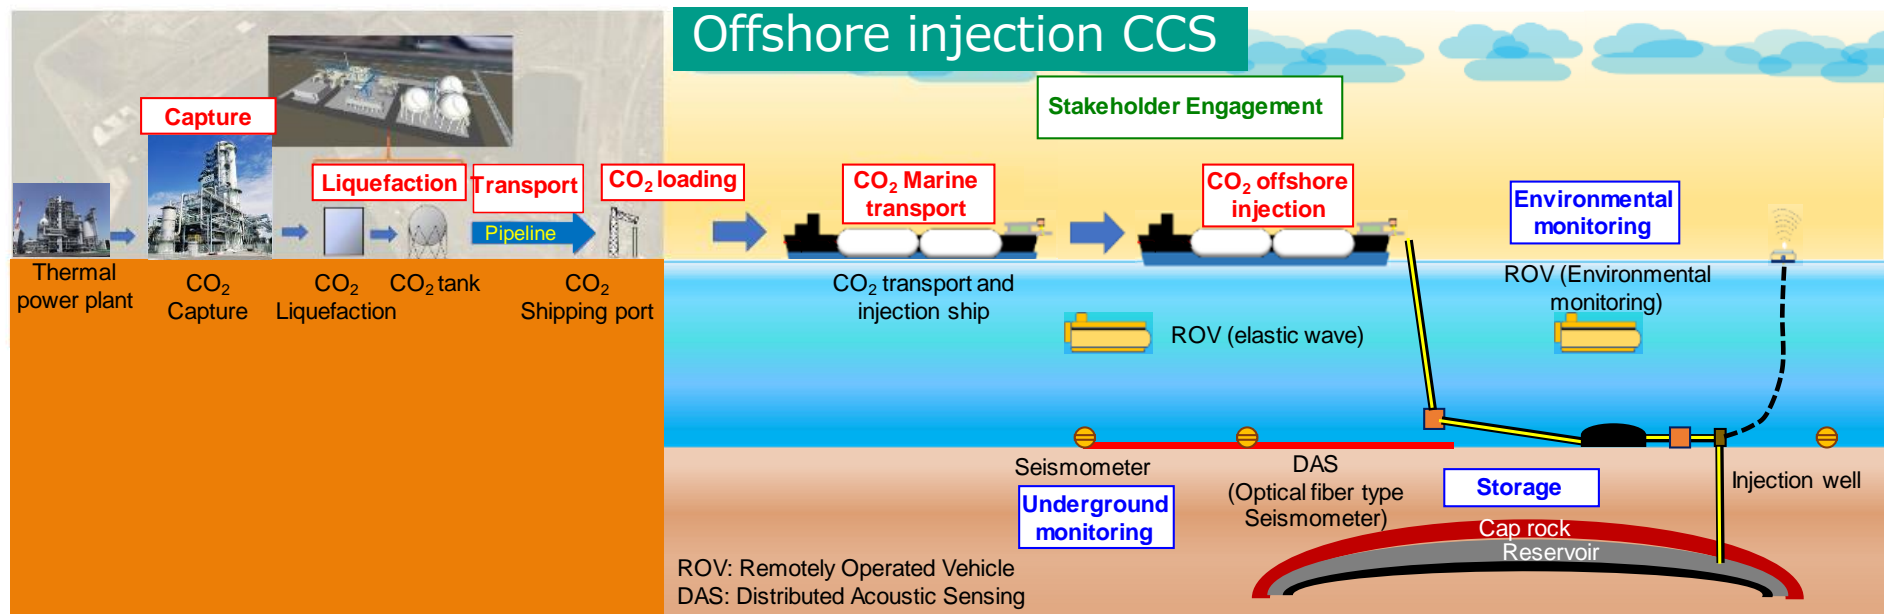 Offshore injection CCS
Stakeholder Engagement
Capture
Liquefaction
Transport
CO₂ loading
CO₂ Marine
transport
CO₂ offshore
injection
Environmental
monitoring
Pipeline
Thermal
power plant
CO₂
Capture
CO₂
Liquefaction
CO₂ tank
CO₂
Shipping port
CO₂ transport and
injection ship
ROV (Environmental
monitoring)
ROV (elastic wave)
Seismometer
Underground
monitoring
DAS
(Optical fiber type
Seismometer)
Storage
Injection well
Cap rock
Reservoir
ROV: Remotely Operated Vehicle
DAS: Distributed Acoustic Sensing